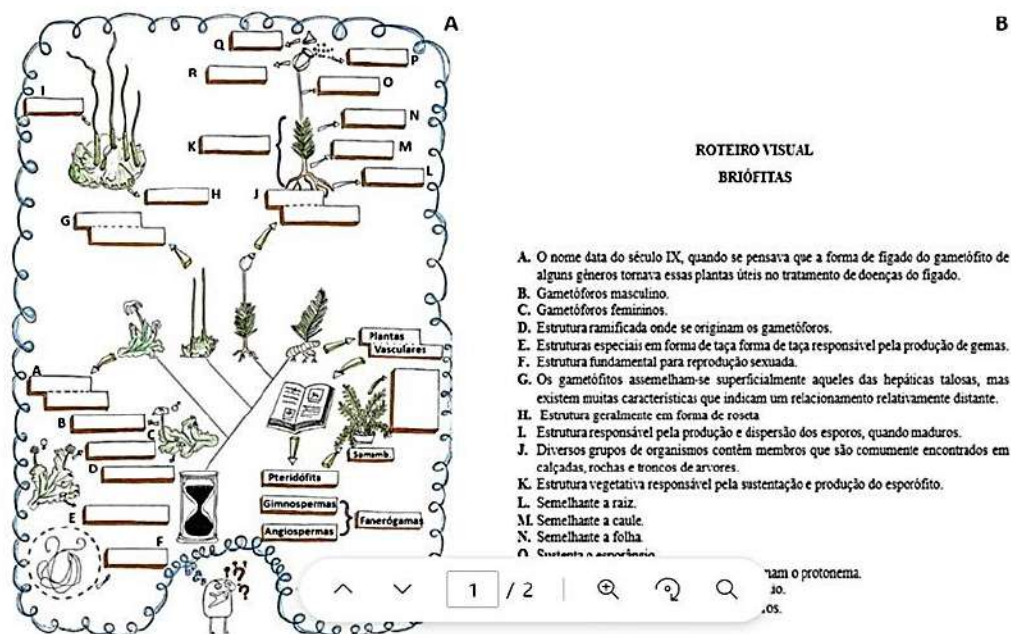 A
B
Q
P
R
O
I
N
K
M
L
H
J
G
Plantas
Vasculares
A
B
C
D
Samamb.
Pteridófita
E
Gimnospermas
Fanerógamas
Angiospermas
F
???
ROTEIRO VISUAL
BRIÓFITAS
A. O nome data do século IX, quando se pensava que a forma de fígado do gametófito de
alguns gêneros tornava essas plantas úteis no tratamento de doenças do fígado.
B. Gametóforos masculino.
C. Gametóforos femininos.
D. Estrutura ramificada onde se originam os gametóforos.
E. Estruturas especiais em forma de taça forma de taça responsável pela produção de gemas.
F. Estrutura fundamental para reprodução sexuada.
G. Os gametófitos assemelham-se superficialmente aqueles das hepáticas talosas, mas
existem muitas características que indicam um relacionamento relativamente distante.
H. Estrutura geralmente em forma de roseta
I. Estrutura responsável pela produção e dispersão dos esporos, quando maduros.
J. Diversos grupos de organismos contêm membros que são comumente encontrados em
calçadas, rochas e troncos de arvores.
K. Estrutura vegetativa responsável pela sustentação e produção do esporófito.
L. Semelhante a raiz.
M. Semelhante a caule.
N. Semelhante a folha.
O. Sustenta o esporângio
o protonema.
1 / 2